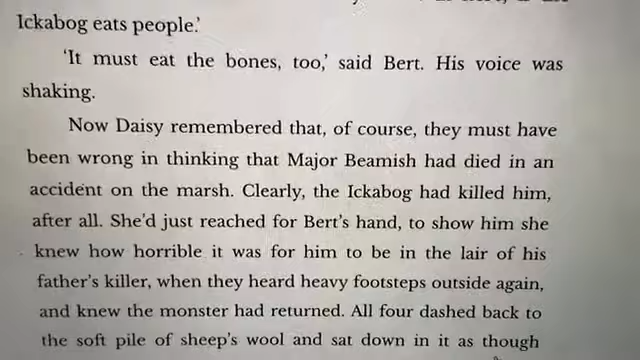 Ickabog eats people.'
'It must eat the bones, too,' said Bert. His voice was
shaking.
Now Daisy remembered that, of course, they must have
been wrong in thinking that Major Beamish had died in an
accident on the marsh. Clearly, the Ickabog had killed him,
after all. She'd just reached for Bert's hand, to show him she
knew how horrible it was for him to be in the lair of his
father's killer, when they heard heavy footsteps outside again,
and knew the monster had returned. All four dashed back to
the soft pile of sheep's wool and sat down in it as though